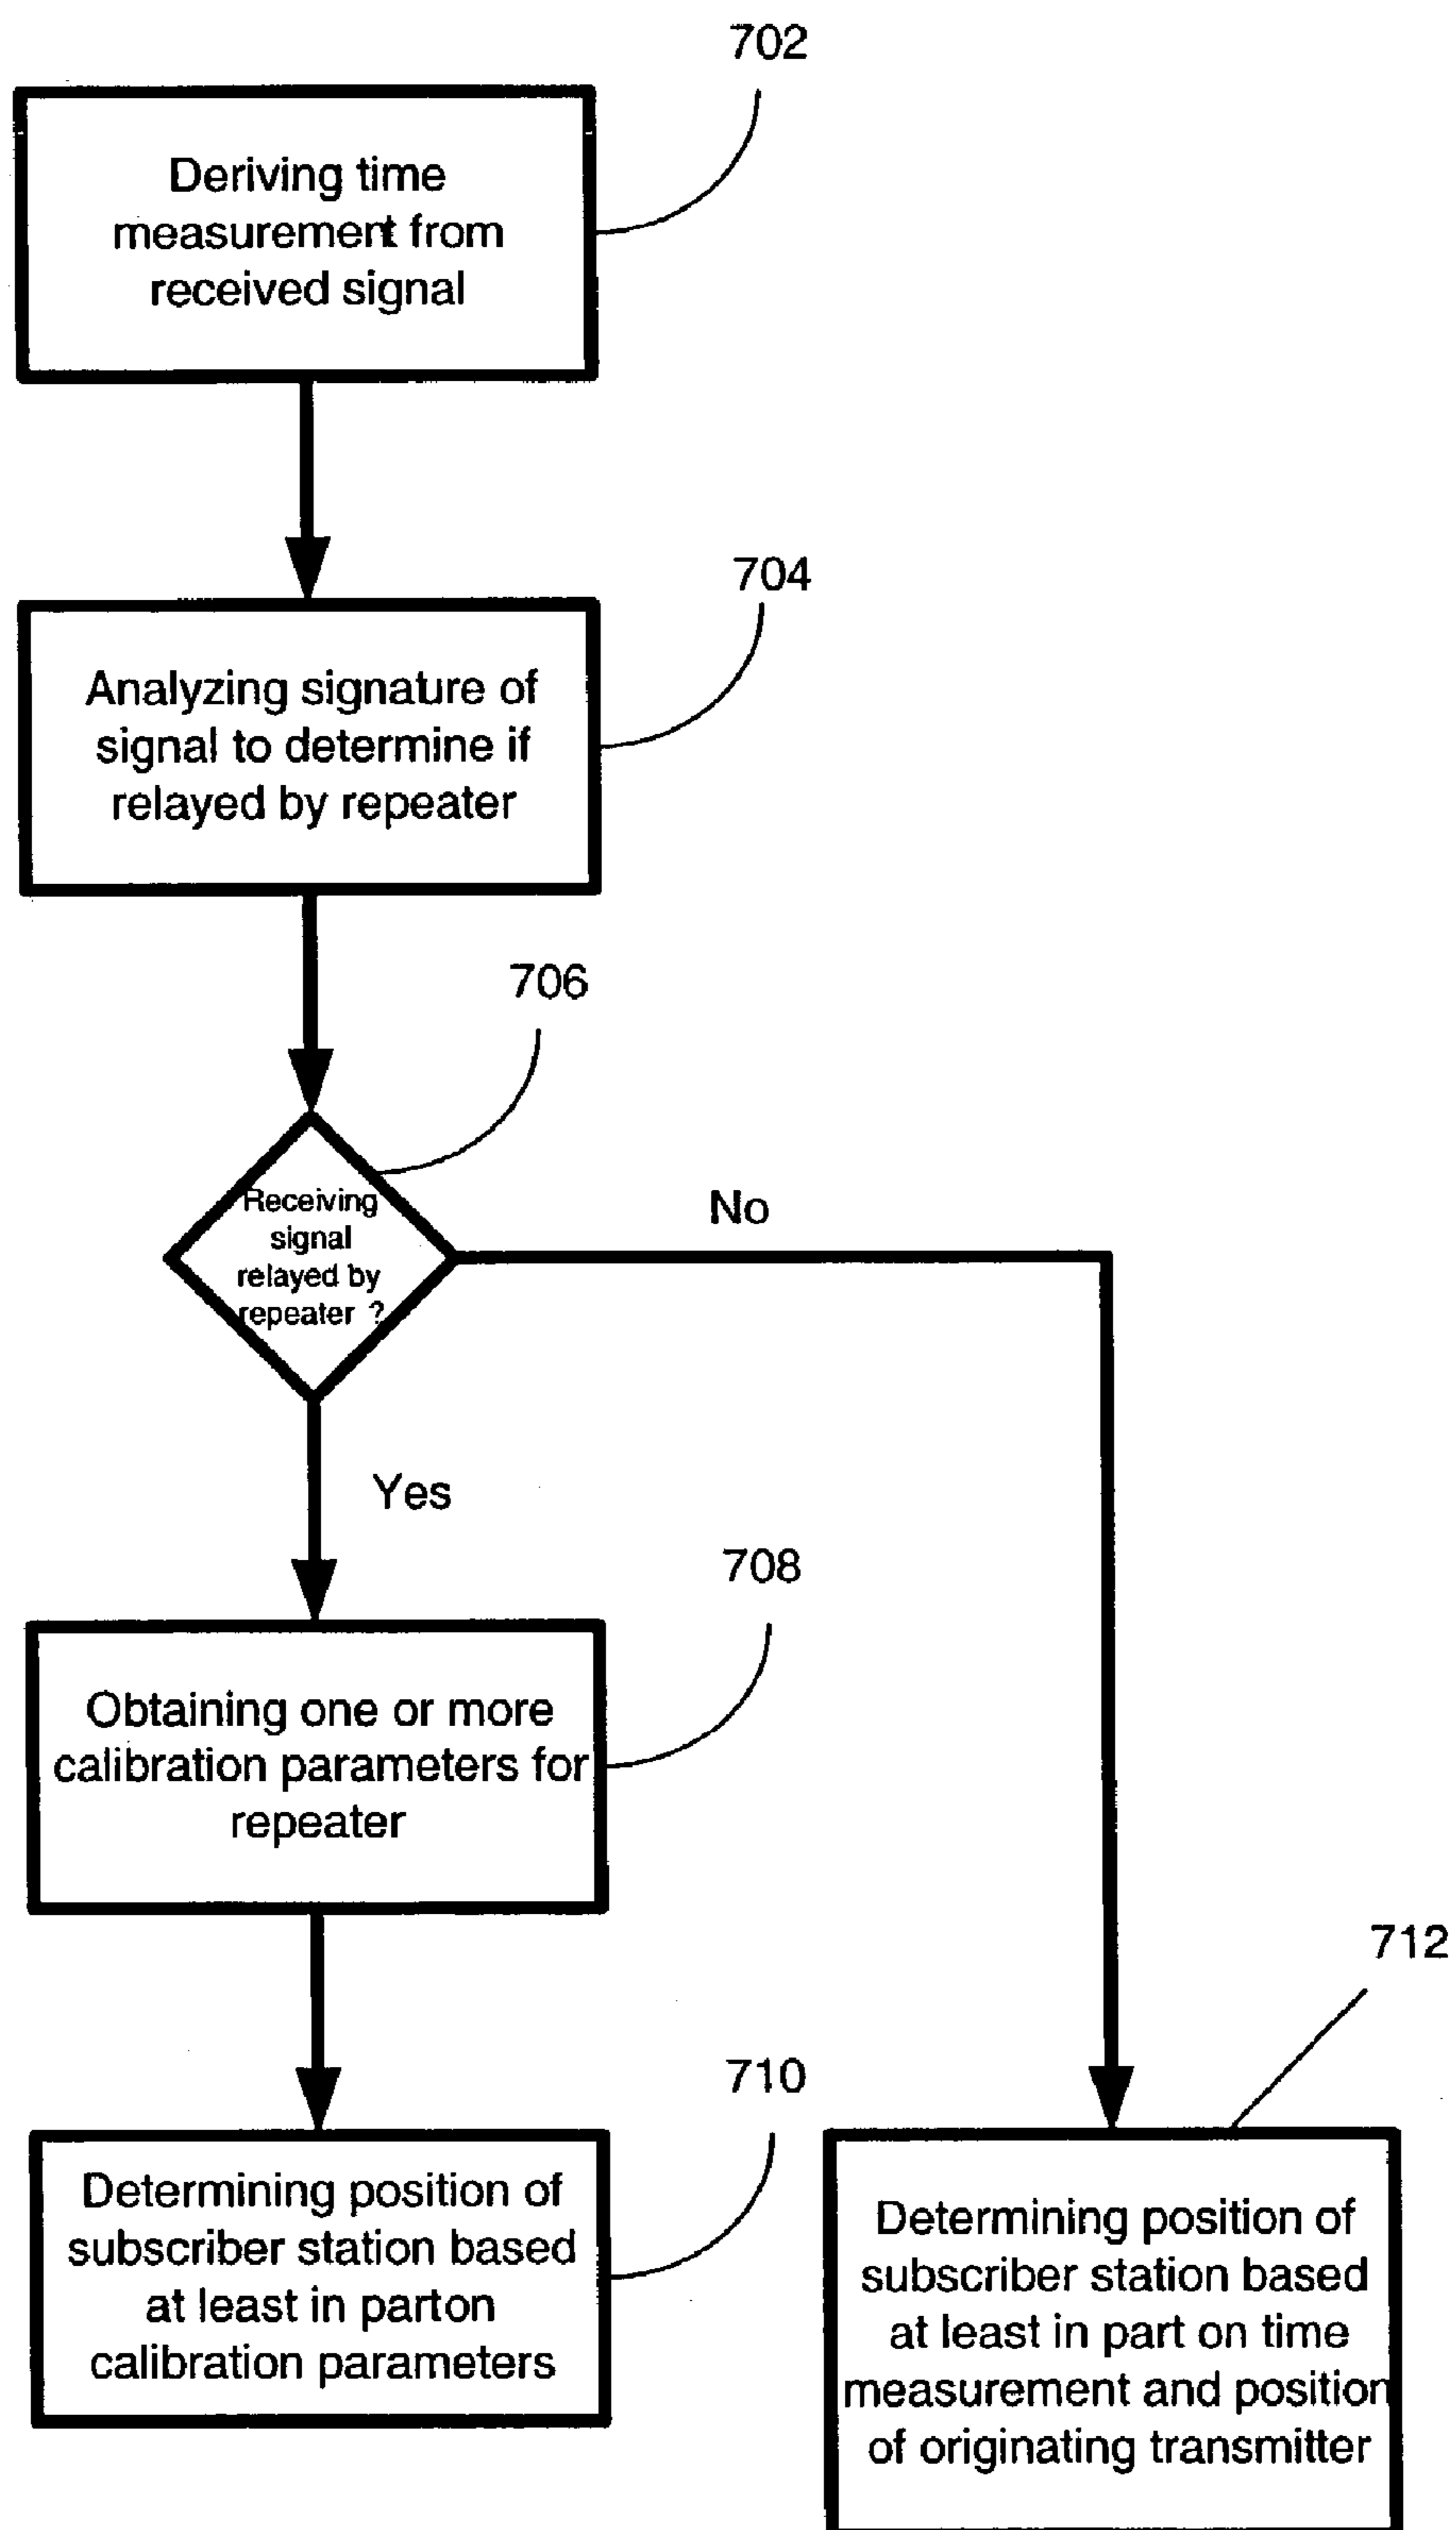 702
Deriving time
measurement from
received signal
704
Analyzing signature of
signal to determine if
relayed by repeater
706
Receiving
signal
relayed by
repeater ?
No
Yes
708
Obtaining one or more
calibration parameters for
repeater
710
Determining position of
subscriber station based
at least in parton
calibration parameters
712
Determining position of
subscriber station based
at least in part on time
measurement and position
of originating transmitter